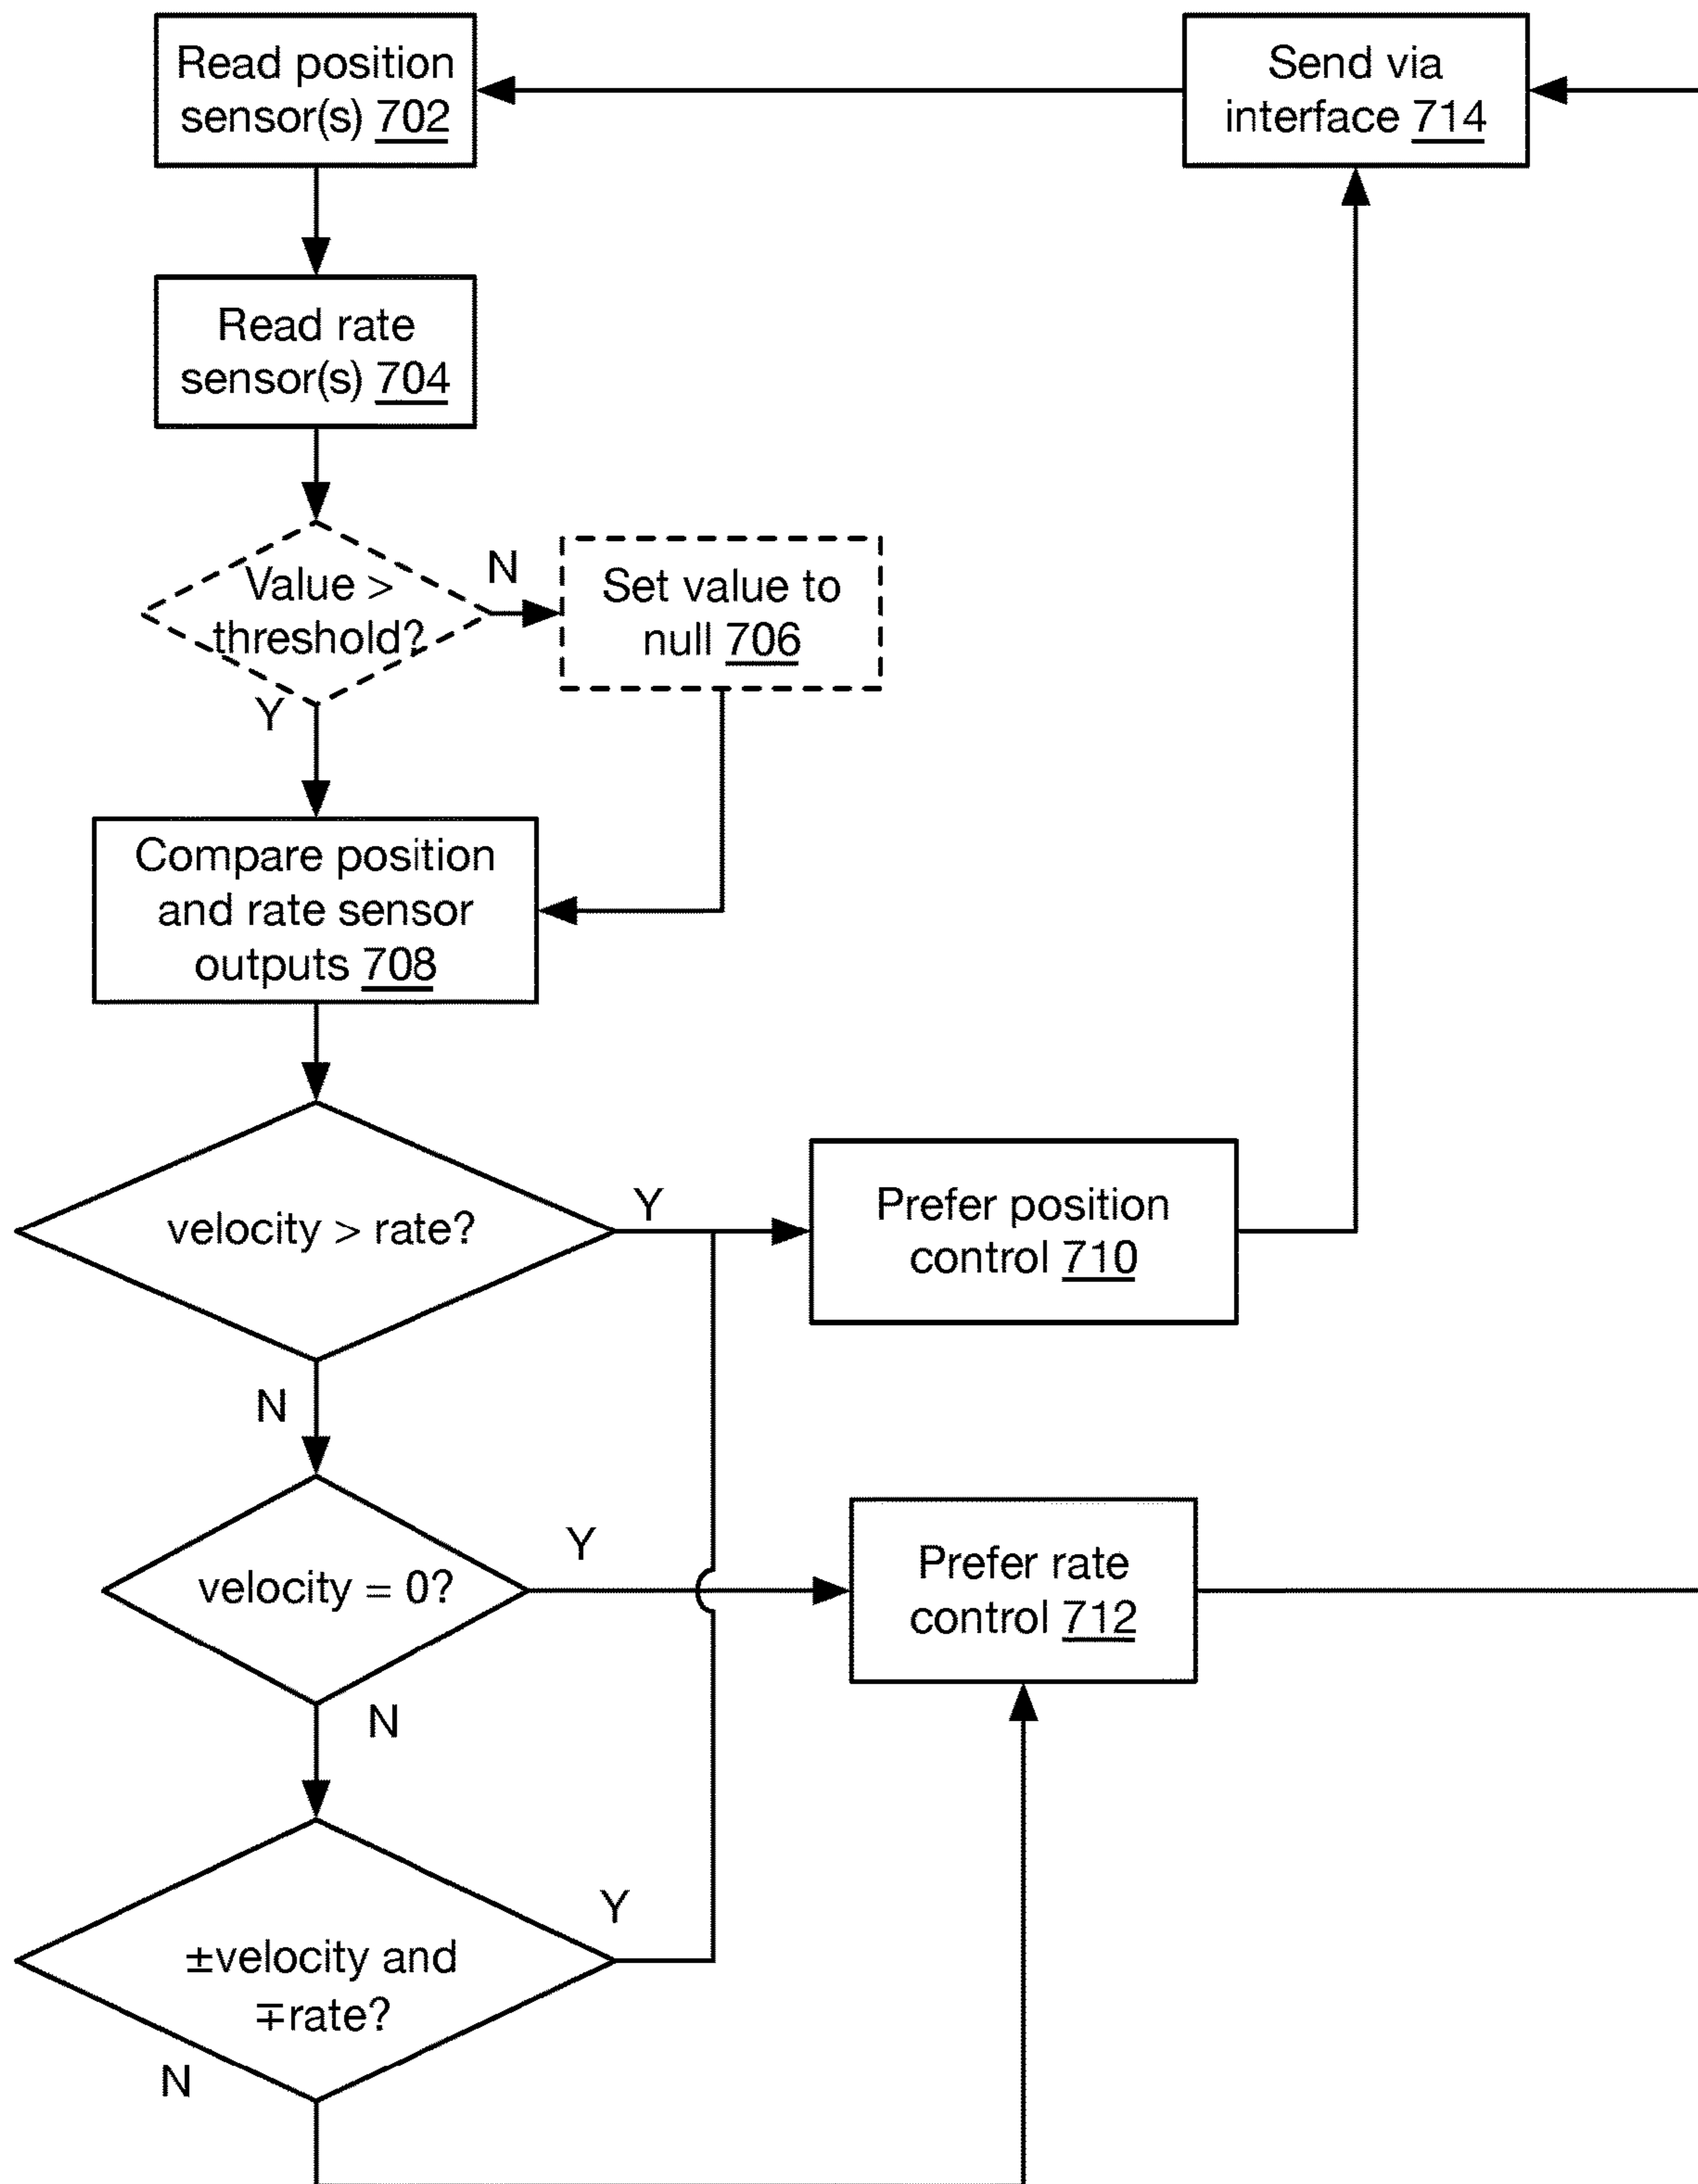 Read position
sensor(s) 702
Send via
interface 714
Read rate
sensor(s) 704
Value >
threshold?
N
Set value to
null 706
Y
Compare position
and rate sensor
outputs 708
velocity > rate?
Y
Prefer position
control 710
N
velocity = 0?
Y
Prefer rate
control 712
N
±velocity and
∓rate?
Y
N